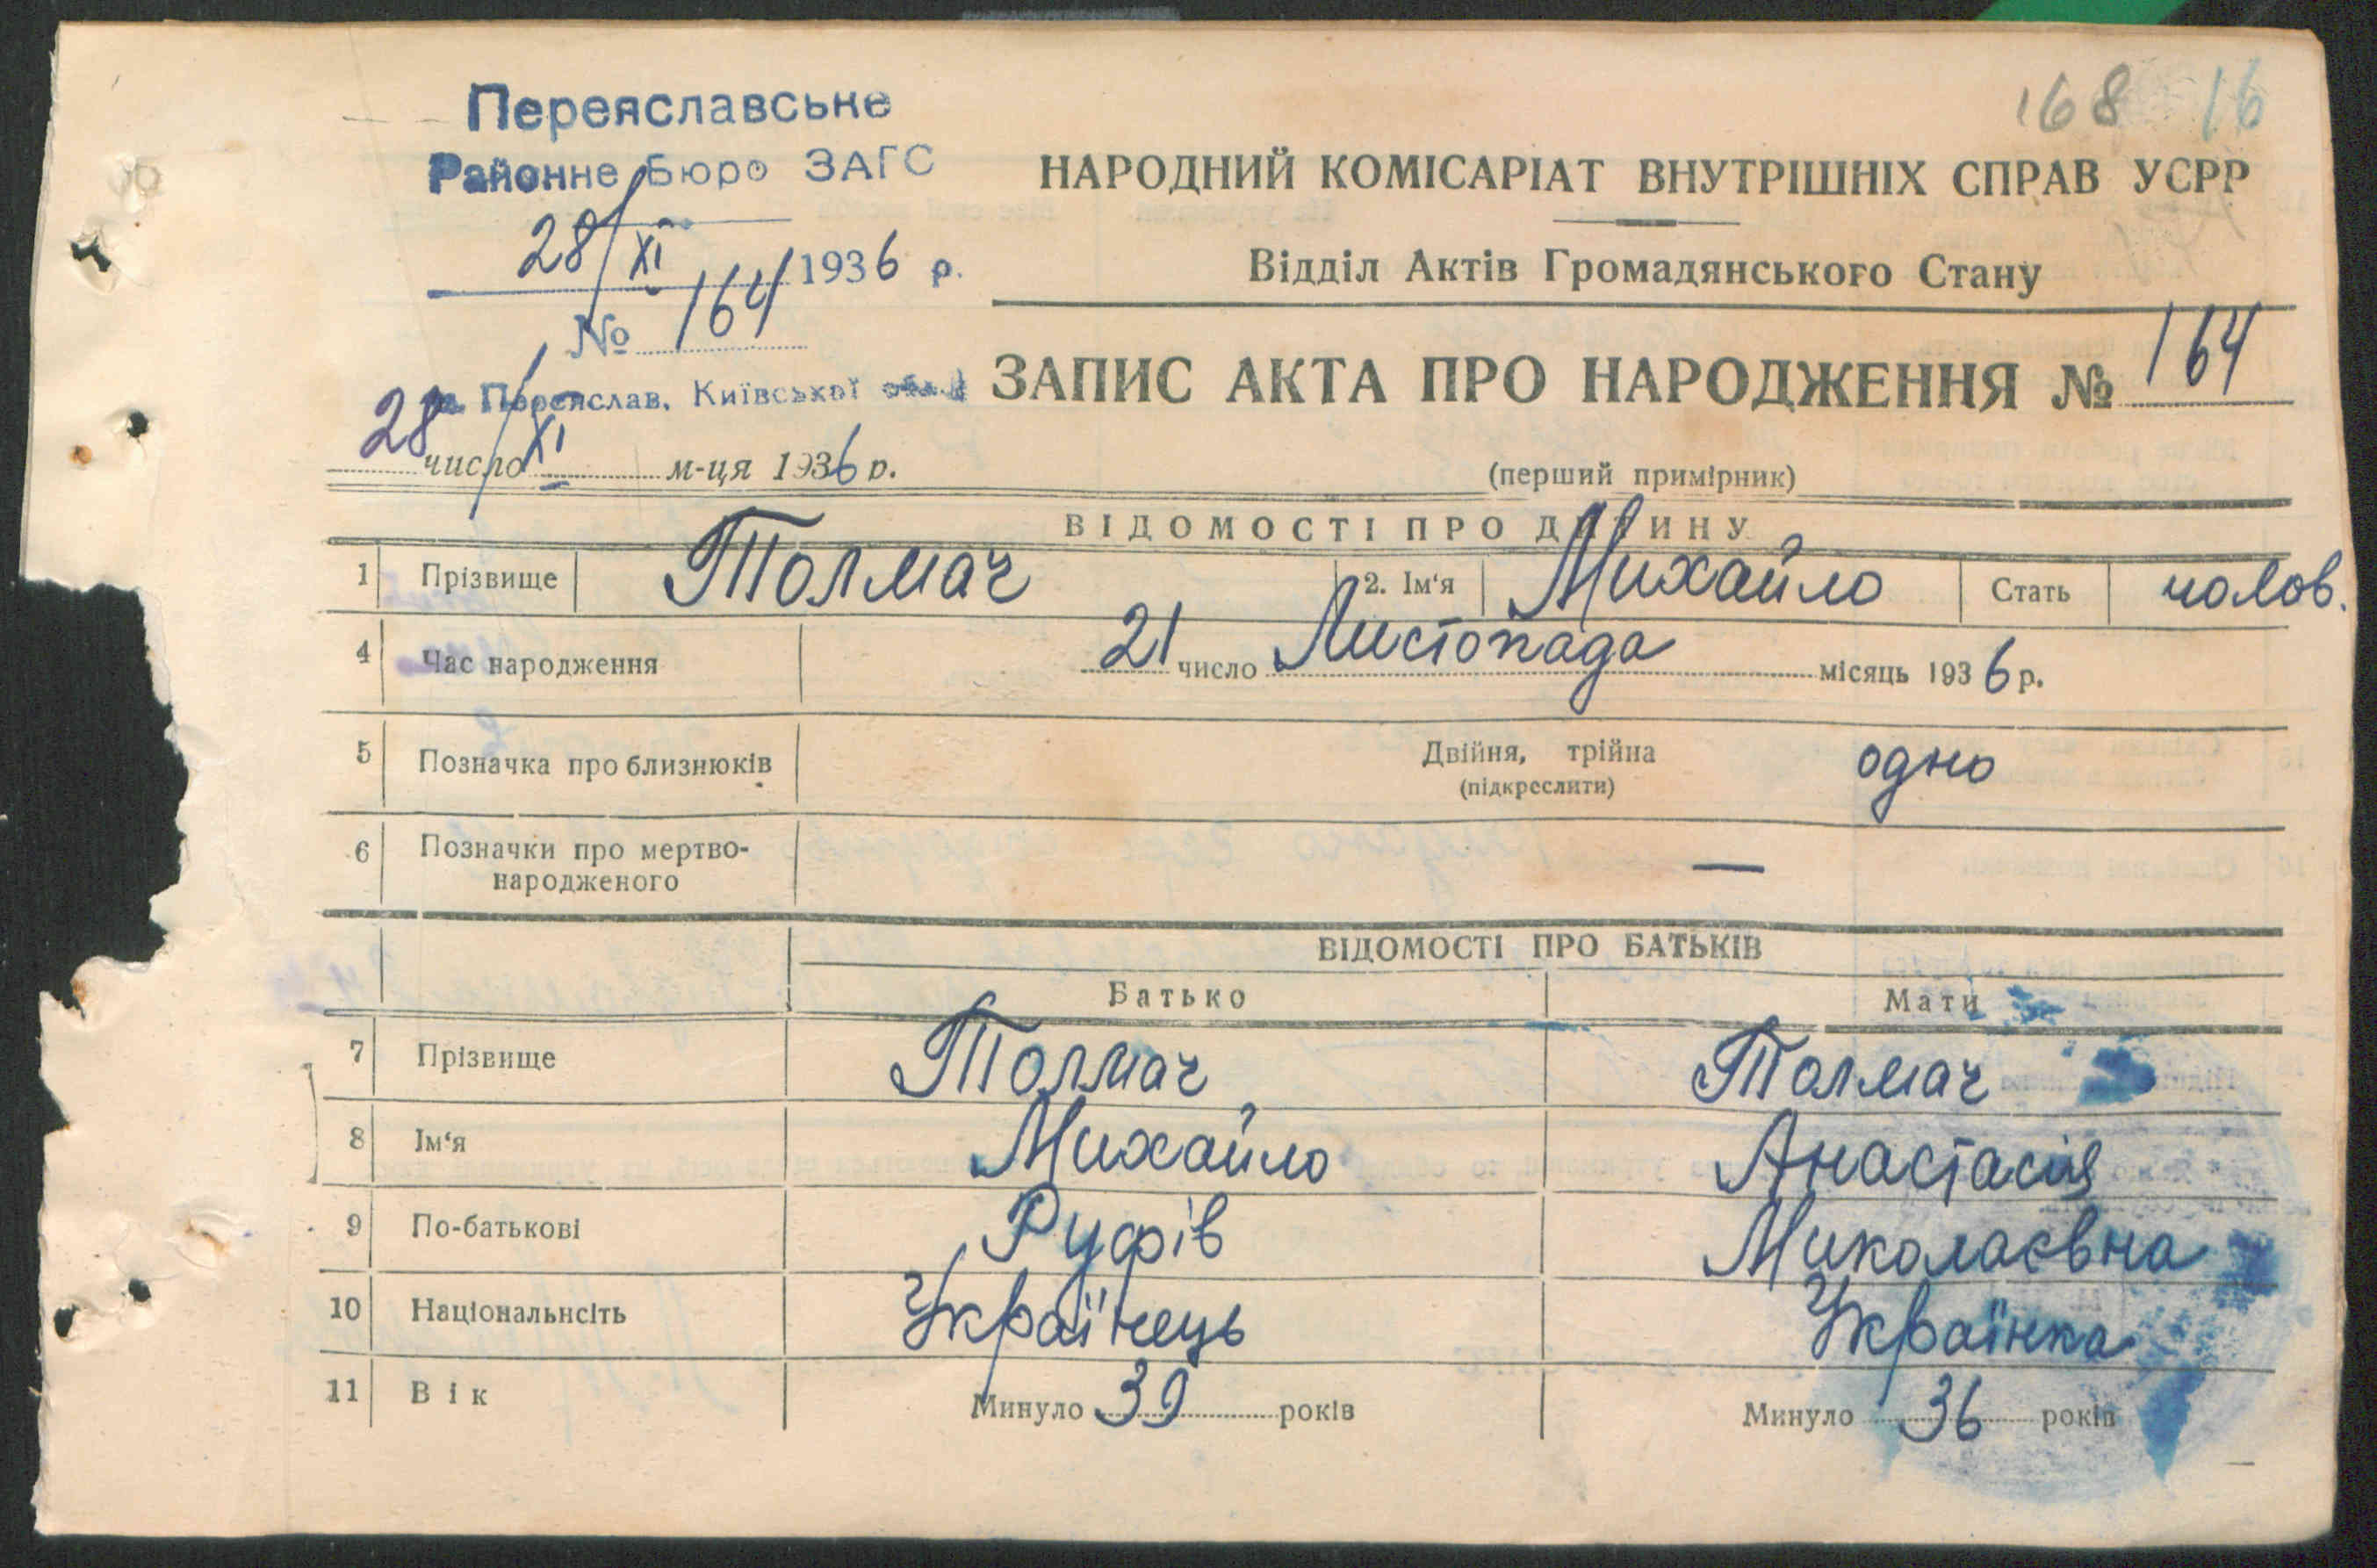 168 16
Переяславське
Районне Бюро ЗАГС
28/XI 1936 р.
№ 164
м. Переяслав, Київської обл.
НАРОДНИЙ КОМІСАРІАТ ВНУТРІШНІХ СПРАВ УСРР
Відділ Актів Громадянського Стану
ЗАПИС АКТА ПРО НАРОДЖЕННЯ № 164
28 число XI м-ця 1936 р.
(перший примірник)
ВІДОМОСТІ ПРО ДИТИНУ
1 Прізвище Толмач 2. Ім'я Михайло Стать чолов.
4 Час народження 21 число Листопада місяць 1936 р.
5 Позначка про близнюків Двійня, трійна (підкреслити) одно
6 Позначки про мертво-
народженого —
ВІДОМОСТІ ПРО БАТЬКІВ
Батько Мати
7 Прізвище Толмач Толмач
8 Ім'я Михайло Анастасія
9 По-батькові Руфів Миколаєвна
10 Національнсіть Українець Українка
11 Вік Минуло 39 років Минуло 36 років